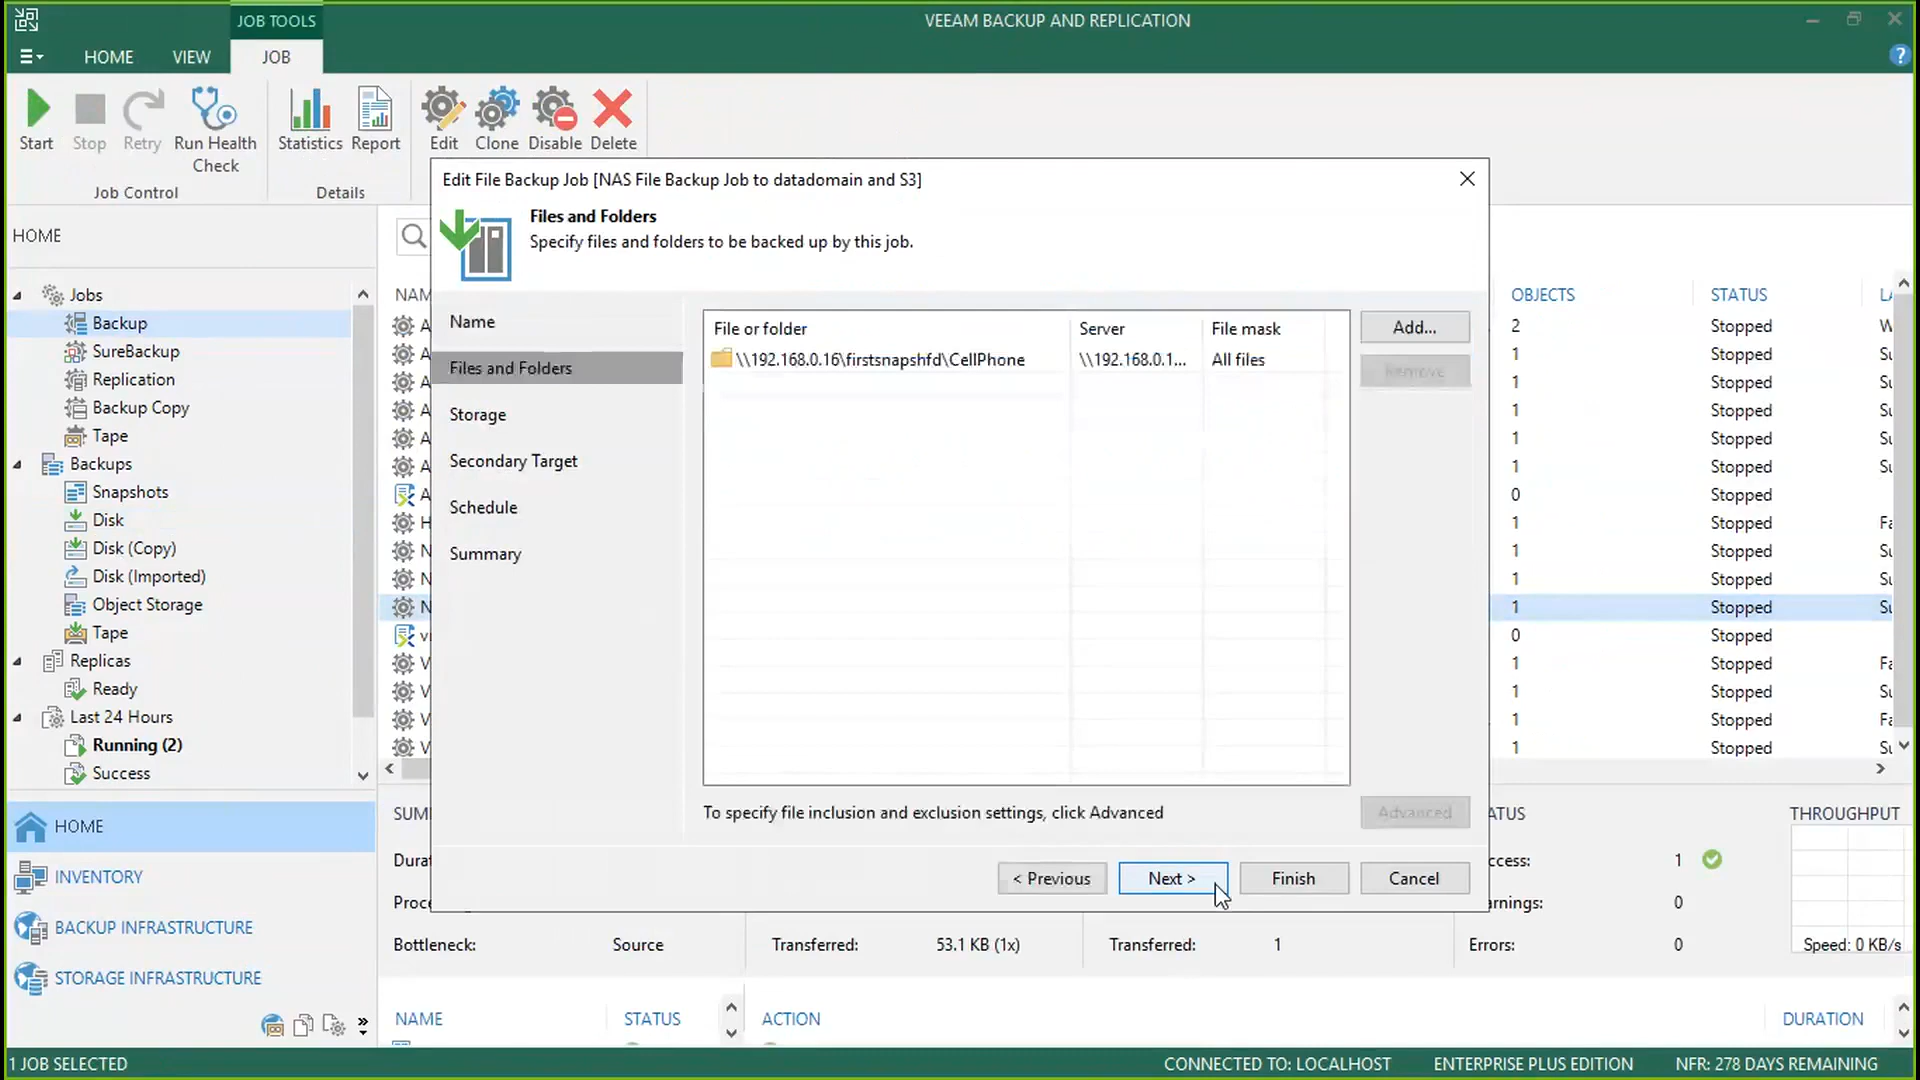 JOB TOOLS
VEEAM BACKUP AND REPLICATION
HOME
VIEW
JOB
Start
Stop
Retry
Run Health Check
Statistics
Report
Edit
Clone
Disable
Delete
Job Control
Details
HOME
Jobs
Backup
SureBackup
Replication
Backup Copy
Tape
Backups
Snapshots
Disk
Disk (Copy)
Disk (Imported)
Object Storage
Tape
Replicas
Ready
Last 24 Hours
Running (2)
Success
HOME
INVENTORY
BACKUP INFRASTRUCTURE
STORAGE INFRASTRUCTURE
Edit File Backup Job [NAS File Backup Job to datadomain and S3]
Files and Folders
Specify files and folders to be backed up by this job.
Name
Files and Folders
Storage
Secondary Target
Schedule
Summary
File or folder Server File mask
\\192.168.0.16\firstsnapshfd\CellPhone \\192.168.0.1... All files
Add...
Remove
To specify file inclusion and exclusion settings, click Advanced
Advanced
< Previous
Next >
Finish
Cancel
OBJECTS STATUS
2 Stopped
1 Stopped
1 Stopped
1 Stopped
1 Stopped
1 Stopped
0 Stopped
1 Stopped
1 Stopped
1 Stopped
1 Stopped
0 Stopped
1 Stopped
1 Stopped
1 Stopped
1 Stopped
THROUGHPUT
1
0
Bottleneck: Source
Transferred: 53.1 KB (1x)
Transferred: 1
Errors: 0
Speed: 0 KB/s
NAME STATUS ACTION DURATION
1 JOB SELECTED
CONNECTED TO: LOCALHOST
ENTERPRISE PLUS EDITION
NFR: 278 DAYS REMAINING